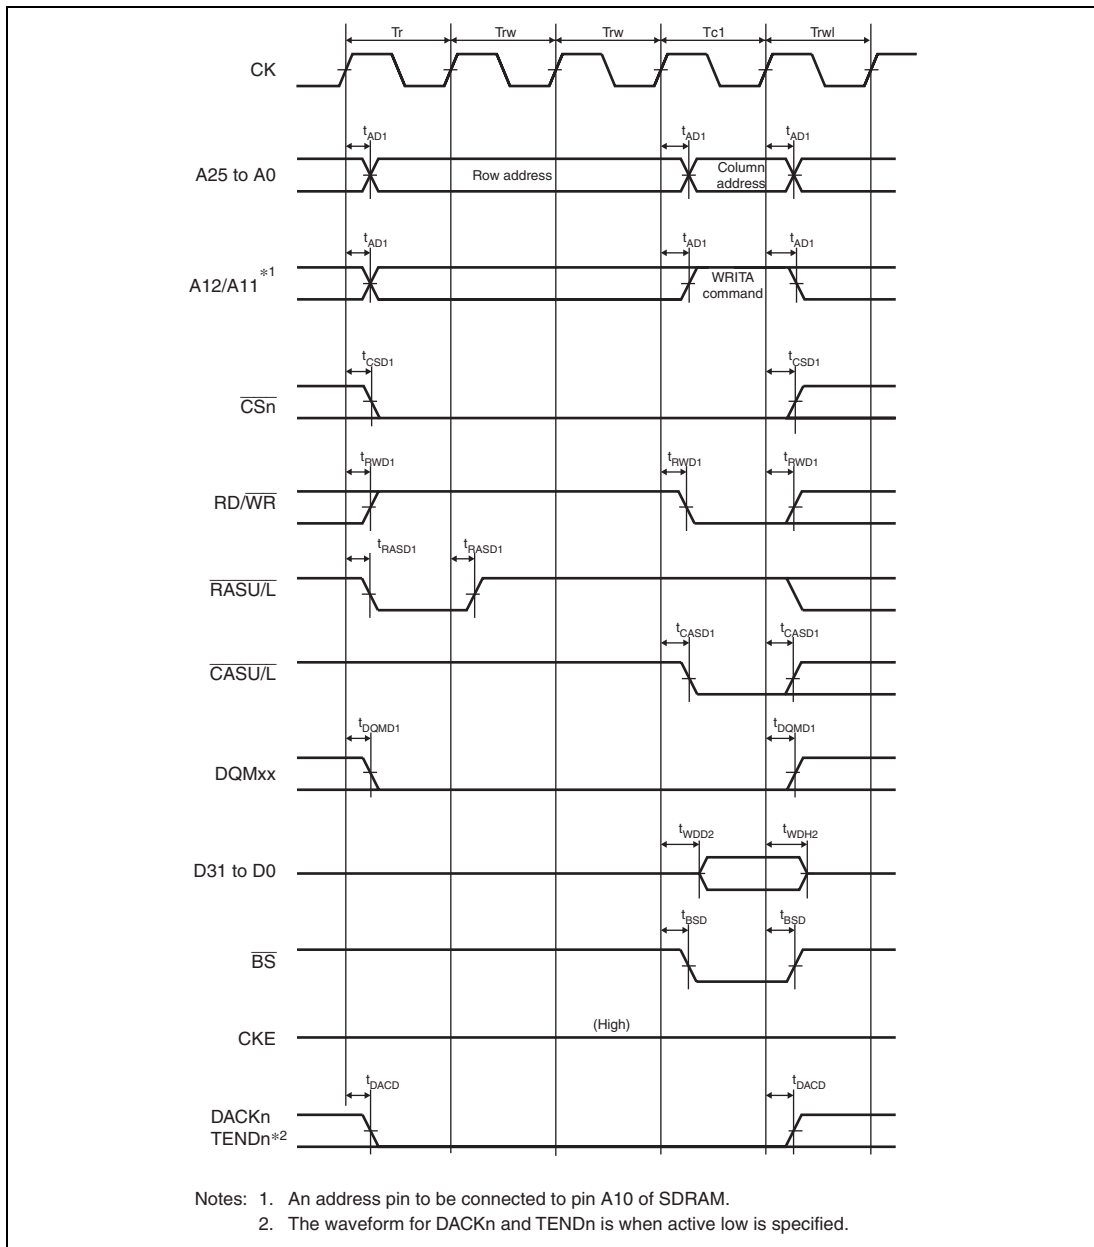 Tr Trw Trw Tc1 Trwl
CK
tAD1 tAD1 tAD1
A25 to A0 Row address Column address
tAD1 tAD1 tAD1
A12/A11 *1 WRITA command
tCSD1 tCSD1
CSn
tRWD1 tRWD1 tRWD1
RD/WR
tRASD1 tRASD1
RASU/L
tCASD1 tCASD1
CASU/L
tDQMD1 tDQMD1
DQMxx
tWDD2 tWDH2
D31 to D0
tBSD tBSD
BS
(High)
CKE
tDACD tDACD
DACKn
TENDn*2
Notes: 1. An address pin to be connected to pin A10 of SDRAM.
2. The waveform for DACKn and TENDn is when active low is specified.